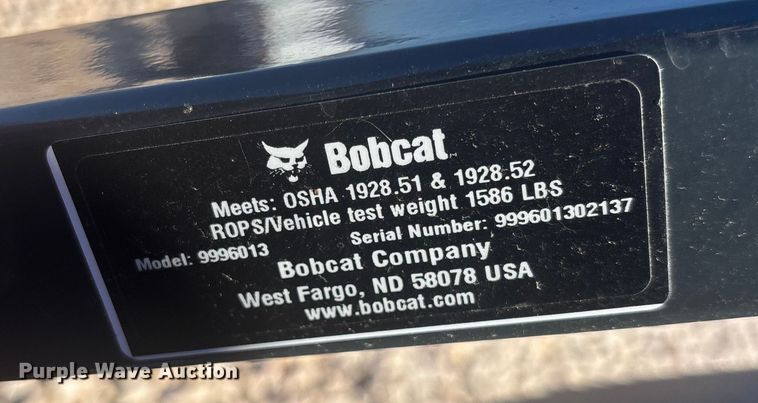 Bobcat
Meets: OSHA 1928.51 & 1928.52
ROPS/Vehicle test weight 1586 LBS
Model: 9996013 Serial Number: 999601302137
Bobcat Company
West Fargo, ND 58078 USA
www.bobcat.com
Purple Wave Auction